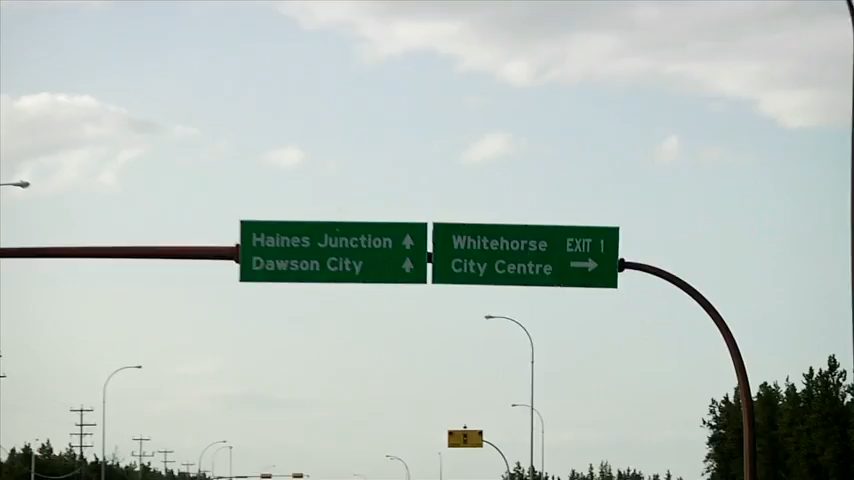 Haines Junction ↑
Dawson City ↑
Whitehorse EXIT 1
City Centre →